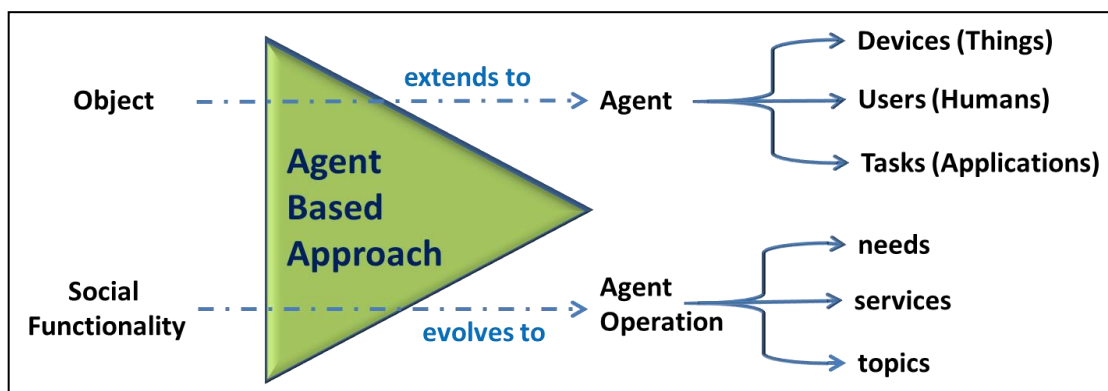 Object
extends to
Agent
Devices (Things)
Users (Humans)
Tasks (Applications)
Agent
Based
Approach
Social
Functionality
evolves to
Agent
Operation
needs
services
topics